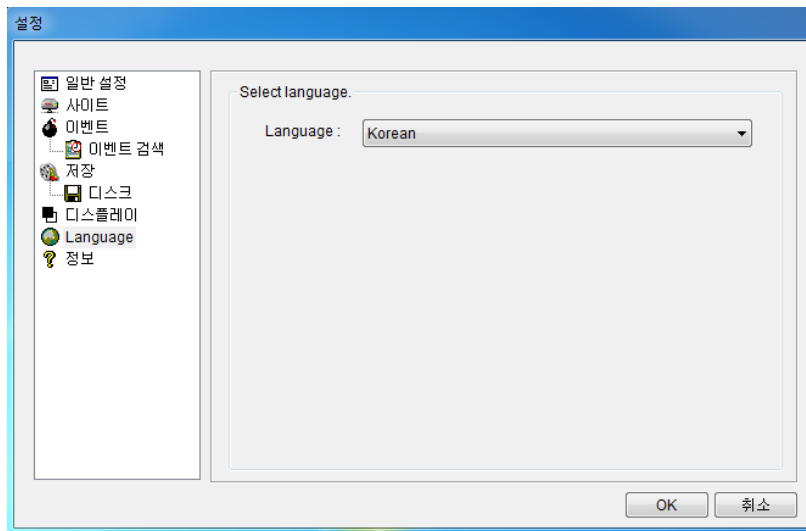 설정
일반 설정
사이트
이벤트
이벤트 검색
저장
디스크
디스플레이
Language
정보
Select language.
Language : Korean
OK 취소